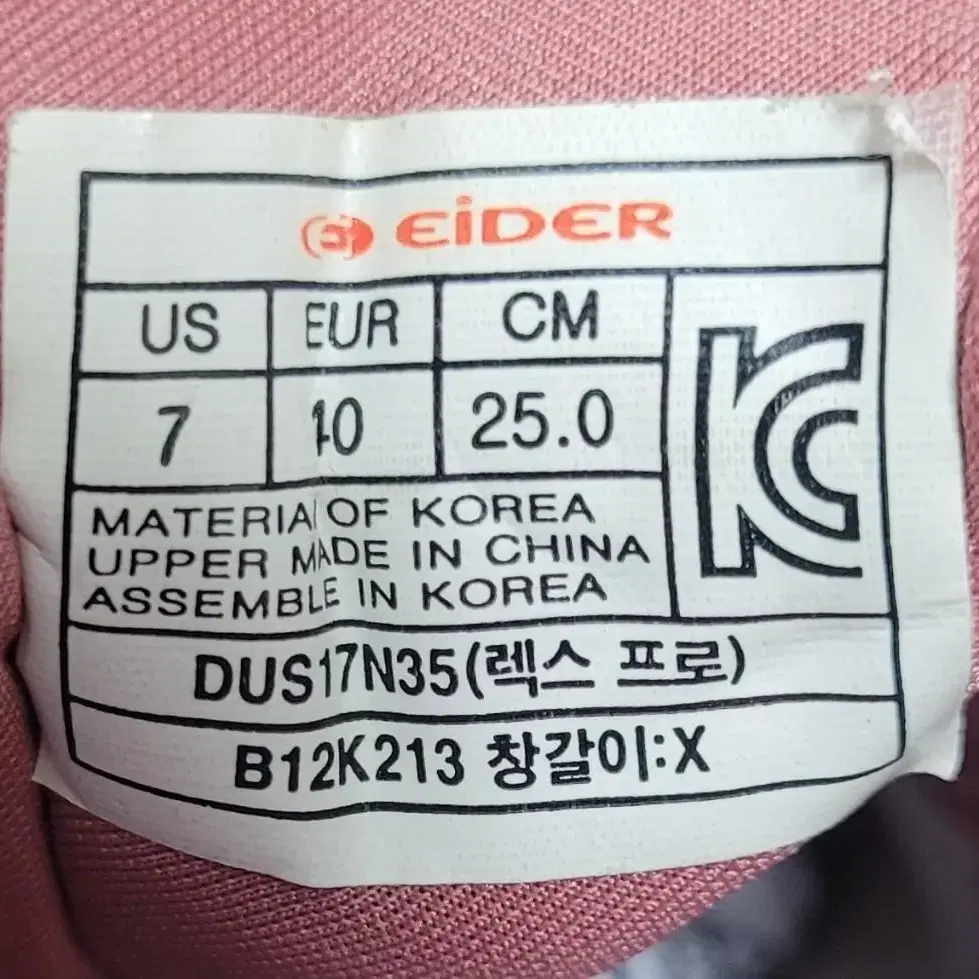 EiDER
US EUR CM
7 40 25.0
MATERIAL OF KOREA
UPPER MADE IN CHINA
ASSEMBLE IN KOREA
KC
DUS17N35(렉스 프로)
B12K213 창갈이:X